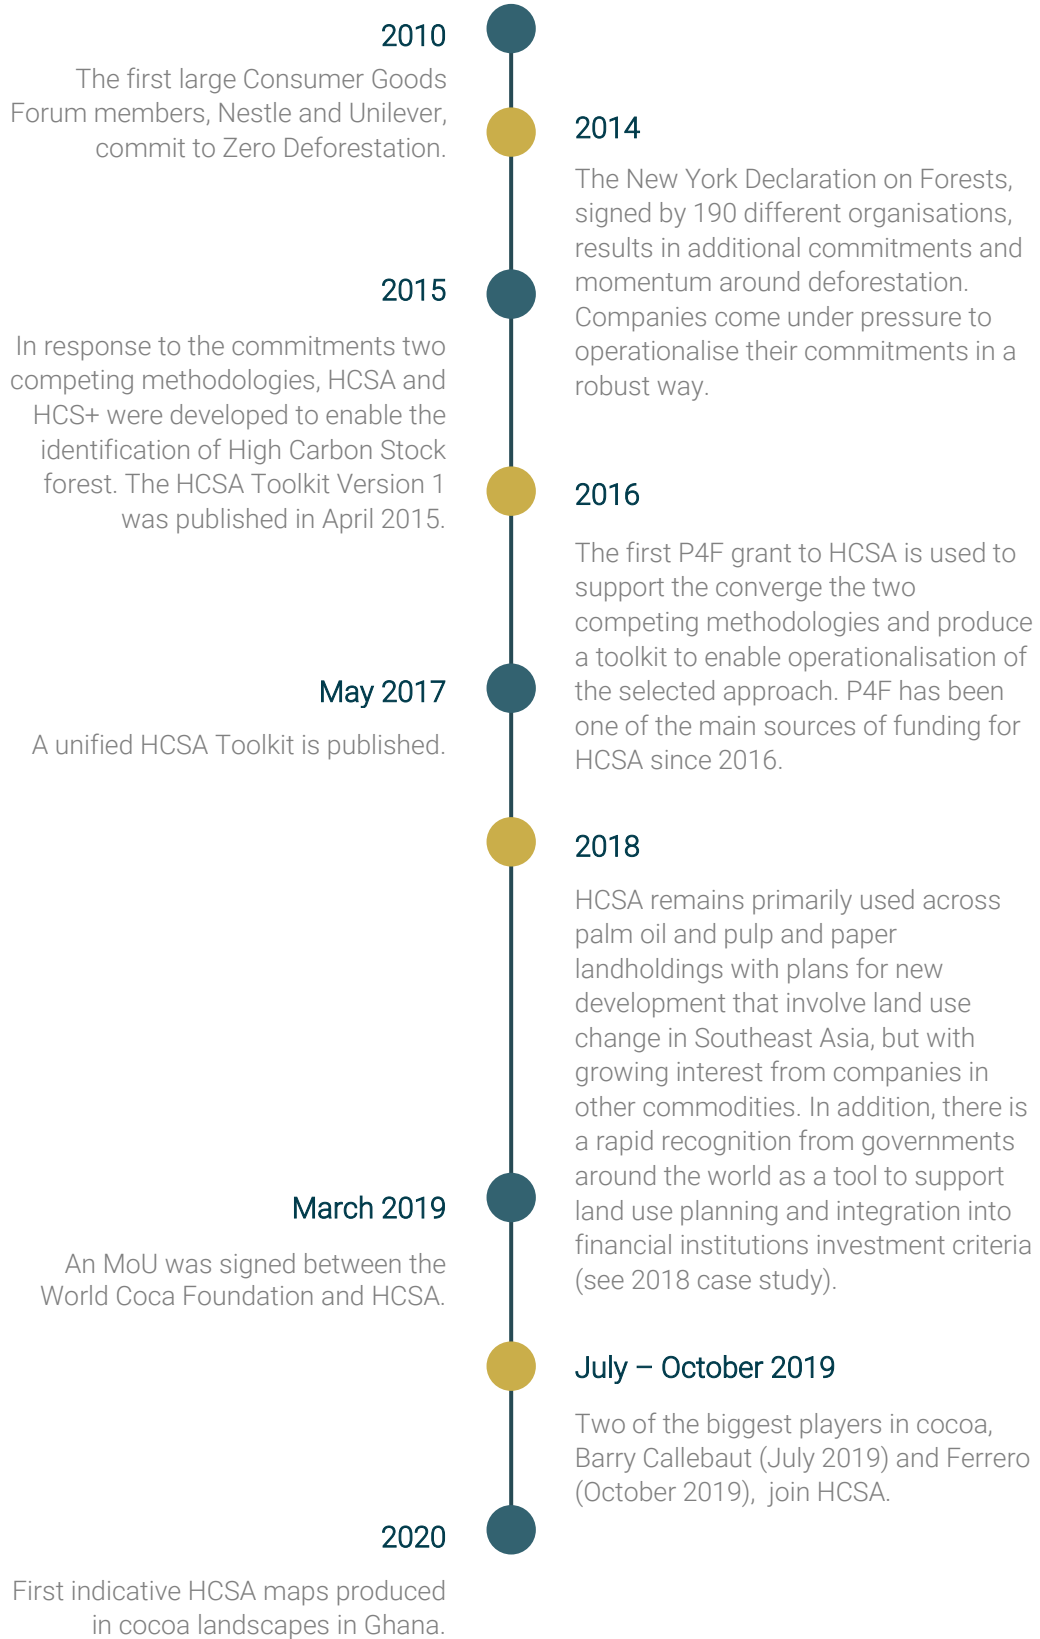 2010
The first large Consumer Goods
Forum members, Nestle and Unilever,
commit to Zero Deforestation.
2014
The New York Declaration on Forests,
signed by 190 different organisations,
results in additional commitments and
momentum around deforestation.
Companies come under pressure to
operationalise their commitments in a
robust way.
2015
In response to the commitments two
competing methodologies, HCSA and
HCS+ were developed to enable the
identification of High Carbon Stock
forest. The HCSA Toolkit Version 1
was published in April 2015.
2016
The first P4F grant to HCSA is used to
support the converge the two
competing methodologies and produce
a toolkit to enable operationalisation of
the selected approach. P4F has been
one of the main sources of funding for
HCSA since 2016.
May 2017
A unified HCSA Toolkit is published.
2018
HCSA remains primarily used across
palm oil and pulp and paper
landholdings with plans for new
development that involve land use
change in Southeast Asia, but with
growing interest from companies in
other commodities. In addition, there is
a rapid recognition from governments
around the world as a tool to support
land use planning and integration into
financial institutions investment criteria
(see 2018 case study).
March 2019
An MoU was signed between the
World Coca Foundation and HCSA.
July – October 2019
Two of the biggest players in cocoa,
Barry Callebaut (July 2019) and Ferrero
(October 2019), join HCSA.
2020
First indicative HCSA maps produced
in cocoa landscapes in Ghana.